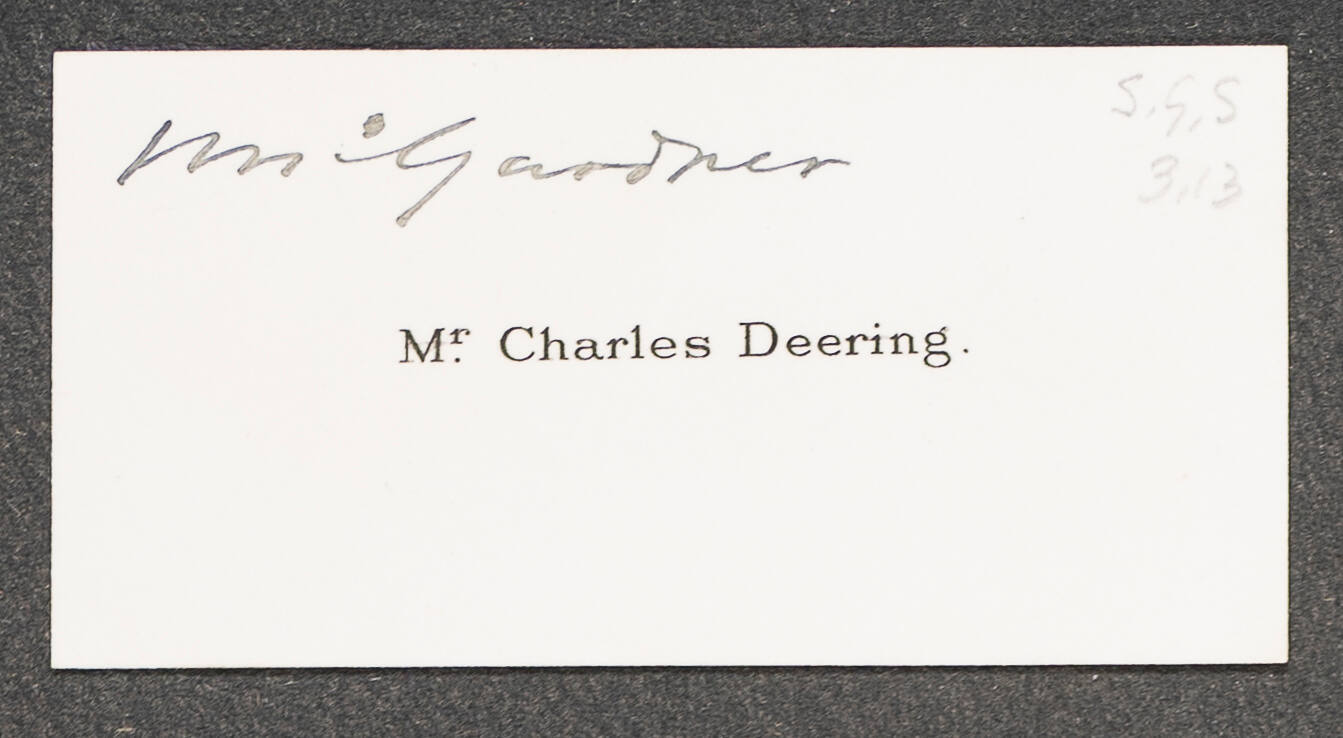 Mrs Gardner
S.G.S
3.13
Mr. Charles Deering.